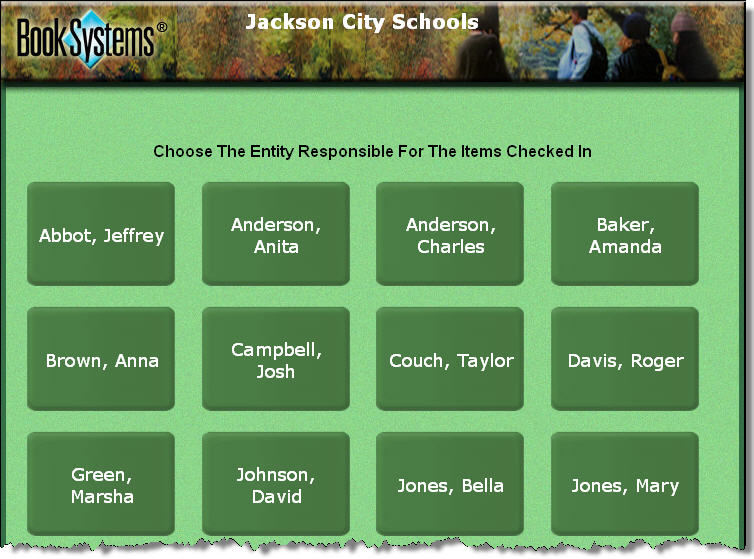 Jackson City Schools
BookSystems®
Choose The Entity Responsible For The Items Checked In
Abbot, Jeffrey
Anderson,
Anita
Anderson,
Charles
Baker,
Amanda
Brown, Anna
Campbell,
Josh
Couch, Taylor
Davis, Roger
Green,
Marsha
Johnson,
David
Jones, Bella
Jones, Mary